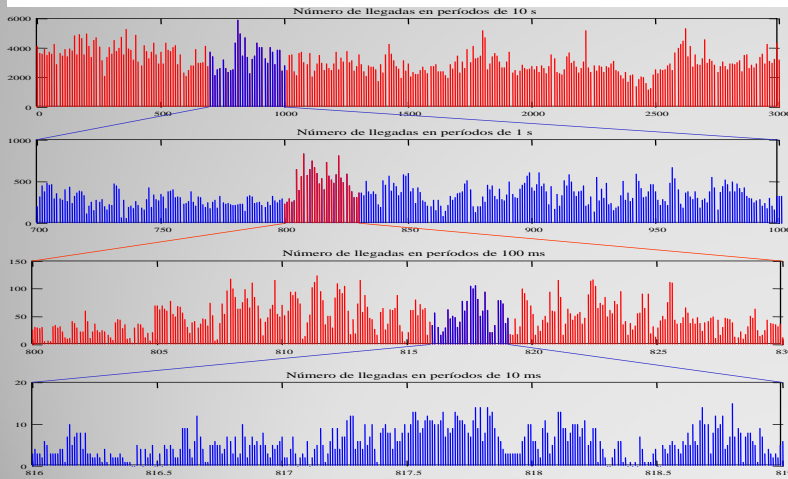 Número de llegadas en períodos de 10 s
6000
4000
2000
0
0 500 1000 1500 2000 2500 3000
Número de llegadas en períodos de 1 s
1000
500
0
700 750 800 850 900 950 1000
Número de llegadas en períodos de 100 ms
150
100
50
0
800 805 810 815 820 825 830
Número de llegadas en períodos de 10 ms
20
10
0
816 816.5 817 817.5 818 818.5 819